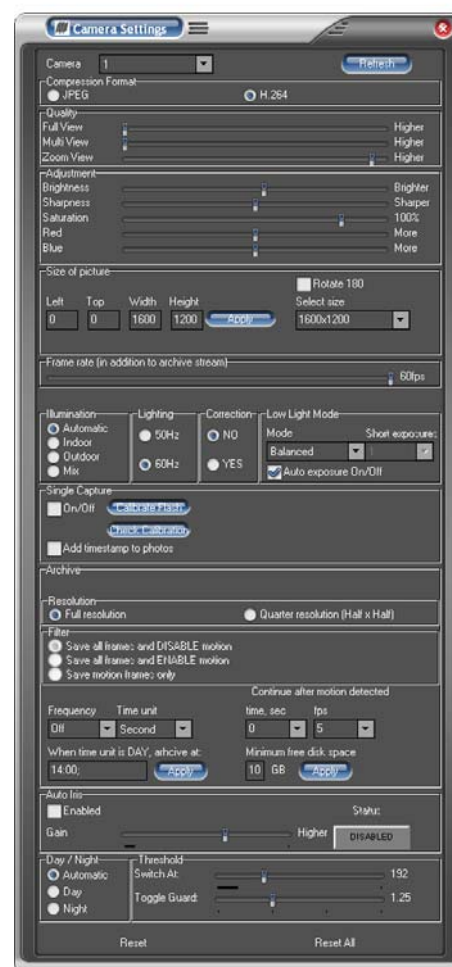 Camera Settings
Camera 1 Refresh
Compression Format
JPEG H.264
Quality
Full View Higher
Multi View Higher
Zoom View Higher
Adjustment
Brightness Brighter
Sharpness Sharper
Saturation 100%
Red More
Blue More
Size of picture
Rotate 180
Left Top Width Height Select size
0 0 1600 1200 Apply 1600x1200
Frame rate (in addition to archive stream)
60fps
Illumination Lighting Correction Low Light Mode
Automatic 50Hz NO Mode Short exposure:
Indoor Balanced 1
Outdoor 60Hz YES Auto exposure On/Off
Mix
Single Capture
On/Off Calibrate Flash
Check Calibration
Add timestamp to photos
Archive
Resolution
Full resolution Quarter resolution (Half x Half)
Filter
Save all frames and DISABLE motion
Save all frames and ENABLE motion
Save motion frames only
Continue after motion detected
Frequency Time unit time, sec fps
Off Second 0 5
When time unit is DAY, arhcive at: Minimum free disk space
14:00; Apply 10 GB Apply
Auto Iris
Enabled Status:
Gain Higher DISABLED
Day / Night Threshold
Automatic Switch At: 192
Day
Toggle Guard: 1.25
Night
Reset Reset All